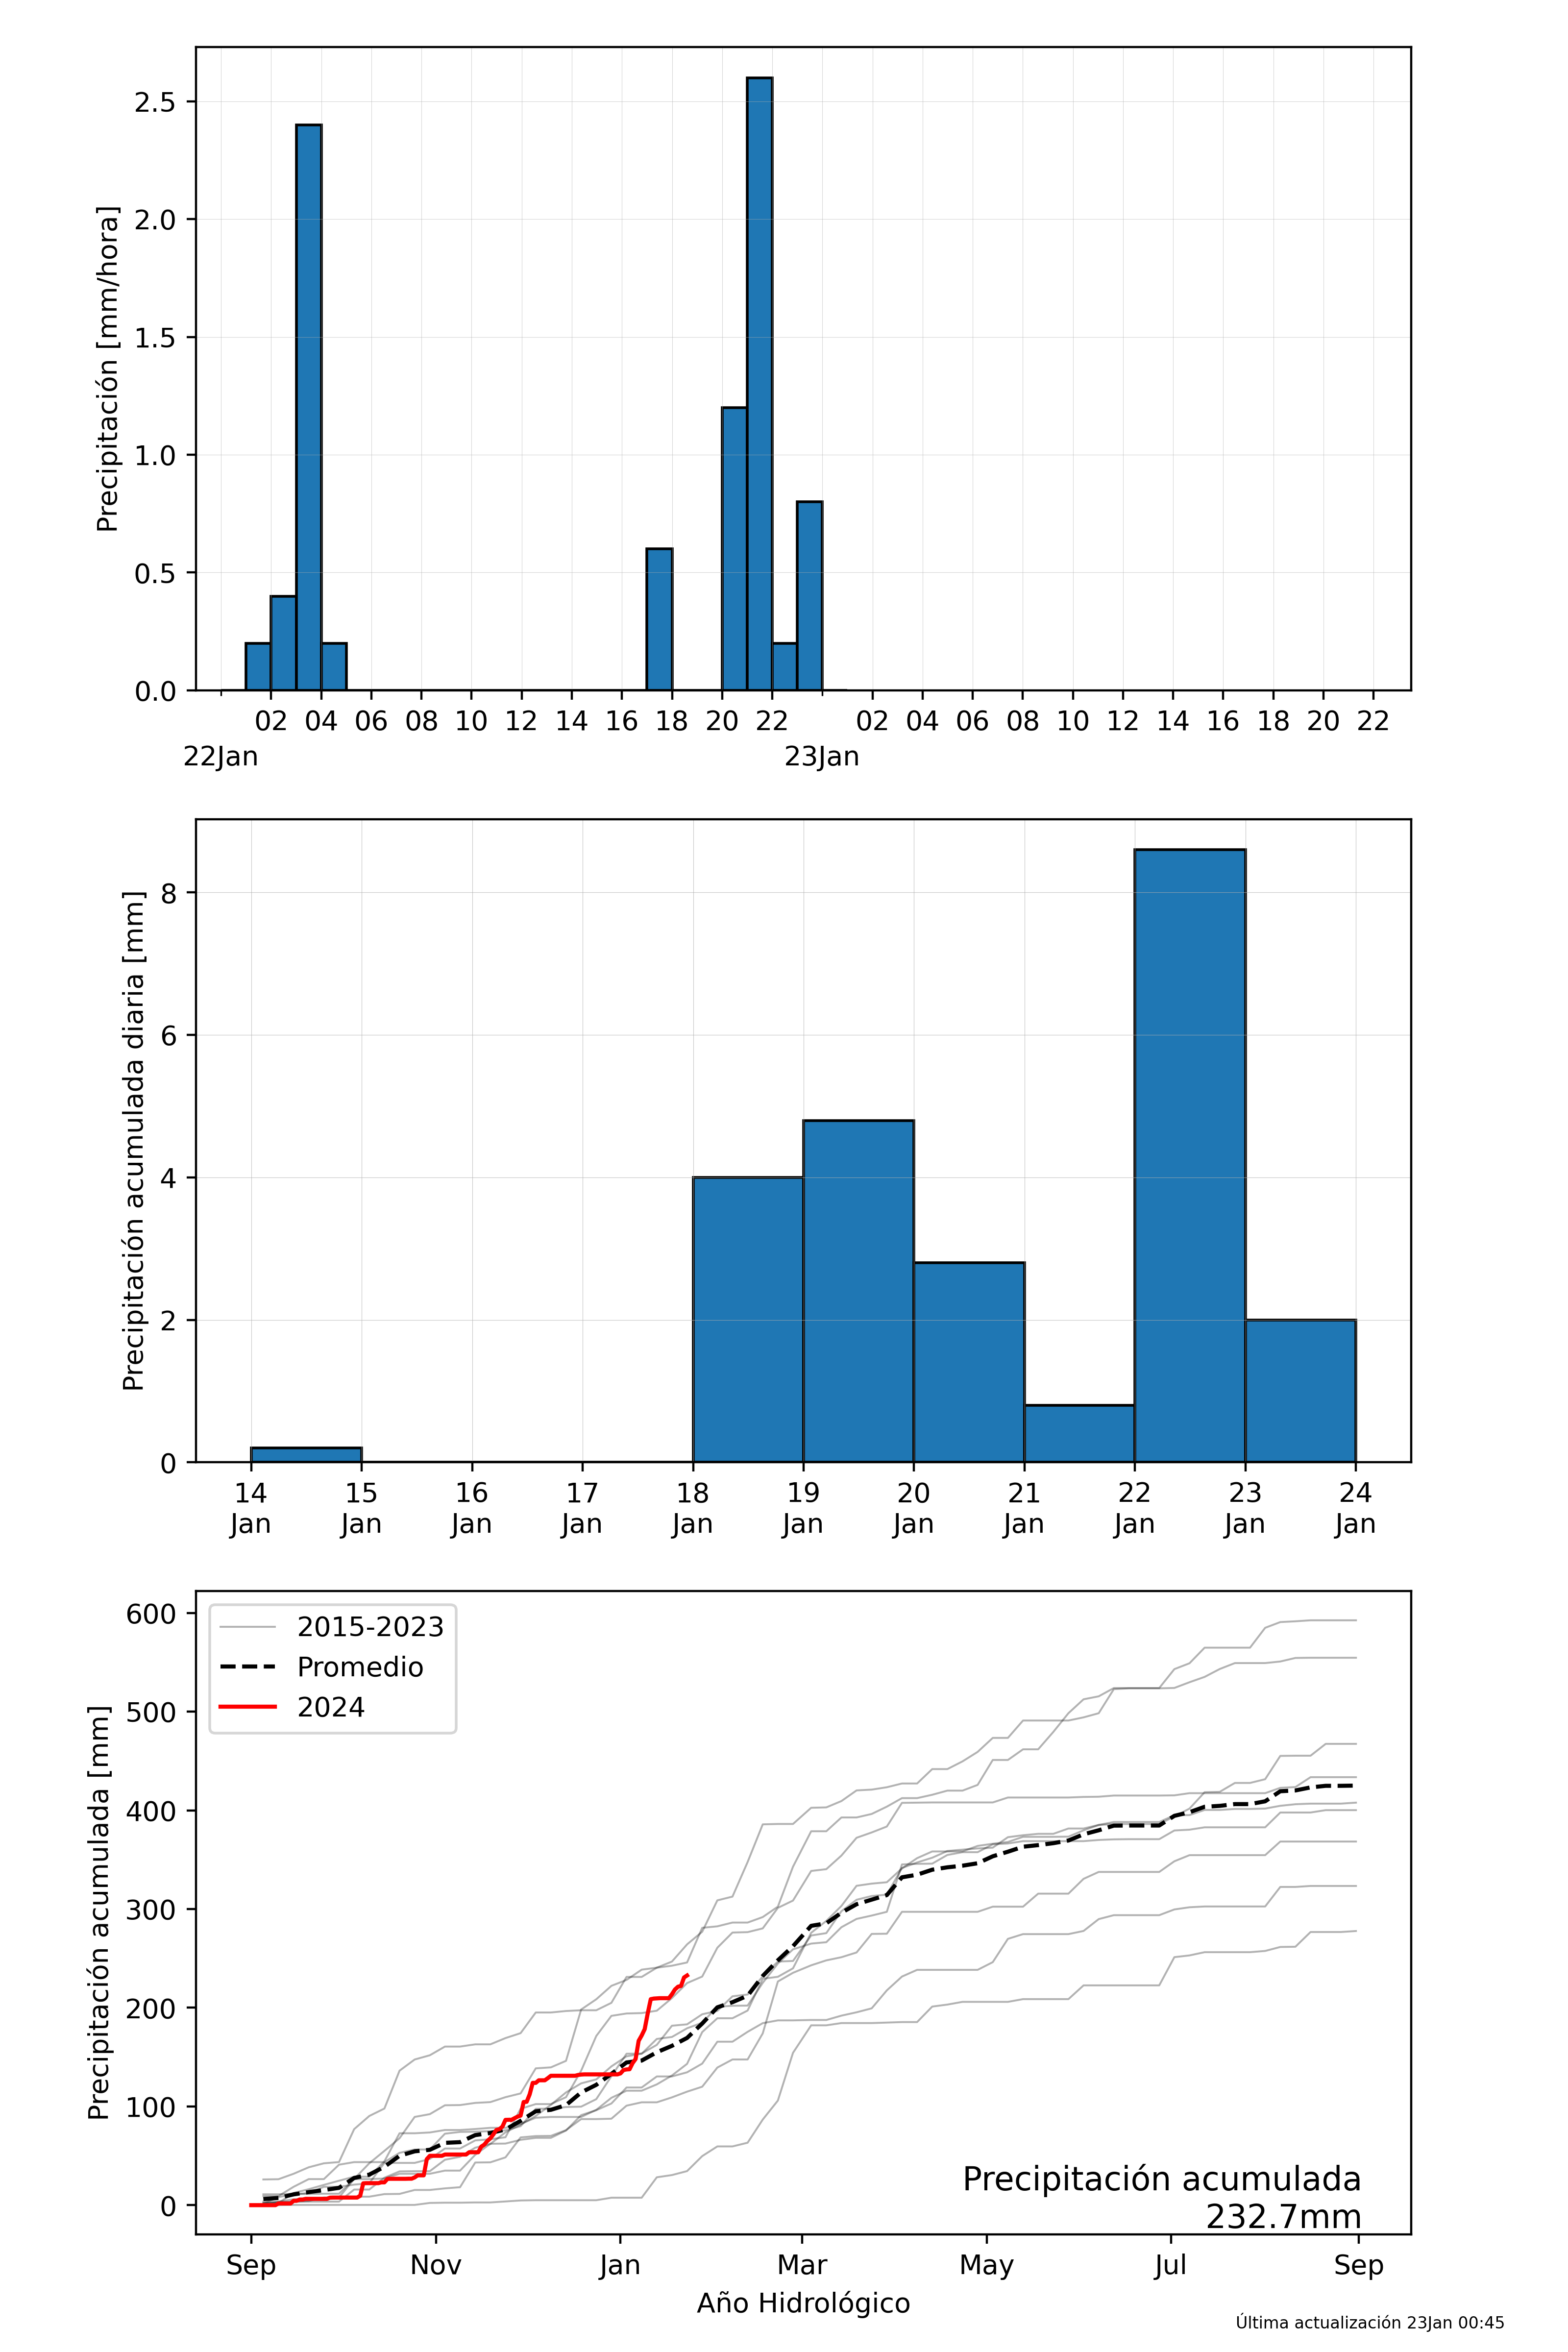 Precipitación [mm/hora]
2.5
2.0
1.5
1.0
0.5
0.0
02 04 06 08 10 12 14 16 18 20 22 02 04 06 08 10 12 14 16 18 20 22
22Jan 23Jan
Precipitación acumulada diaria [mm]
8
6
4
2
0
14 15 16 17 18 19 20 21 22 23 24
Jan Jan Jan Jan Jan Jan Jan Jan Jan Jan Jan
Precipitación acumulada [mm]
600
500
400
300
200
100
0
2015-2023
Promedio
2024
Precipitación acumulada
232.7mm
Sep Nov Jan Mar May Jul Sep
Año Hidrológico
Última actualización 23Jan 00:45